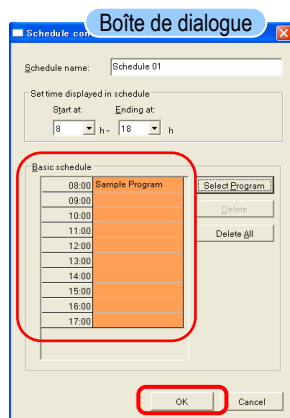 Boîte de dialogue
Schedule con
Schedule name: Schedule 01
Set time displayed in schedule
Start at: Ending at:
8 h - 18 h
Basic schedule
08:00 Sample Program Select Program
09:00
10:00 Delete
11:00 Delete All
12:00
13:00
14:00
15:00
16:00
17:00
OK Cancel